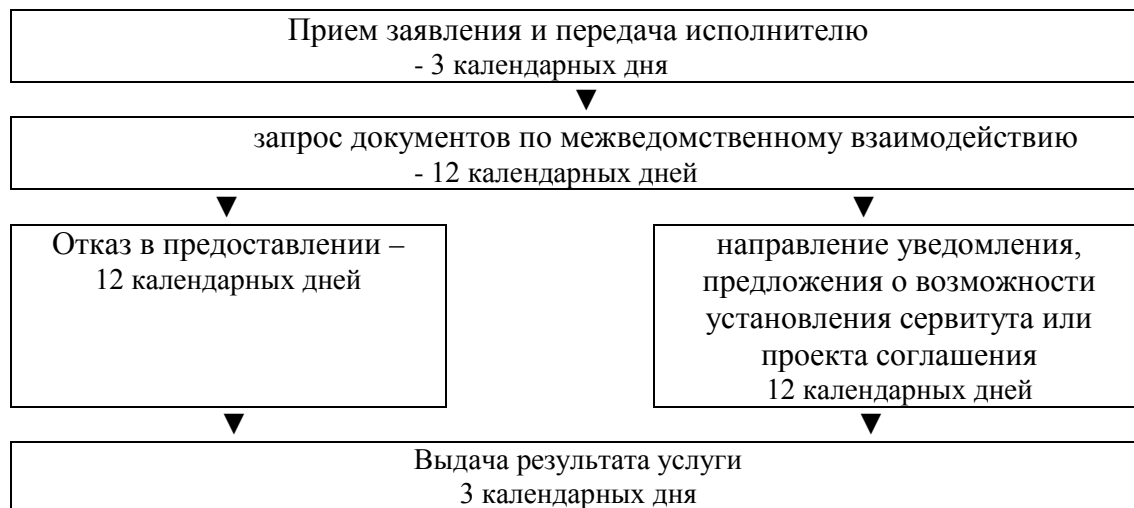 Прием заявления и передача исполнителю
- 3 календарных дня
запрос документов по межведомственному взаимодействию
- 12 календарных дней
Отказ в предоставлении –
12 календарных дней
направление уведомления,
предложения о возможности
установления сервитута или
проекта соглашения
12 календарных дней
Выдача результата услуги
3 календарных дня